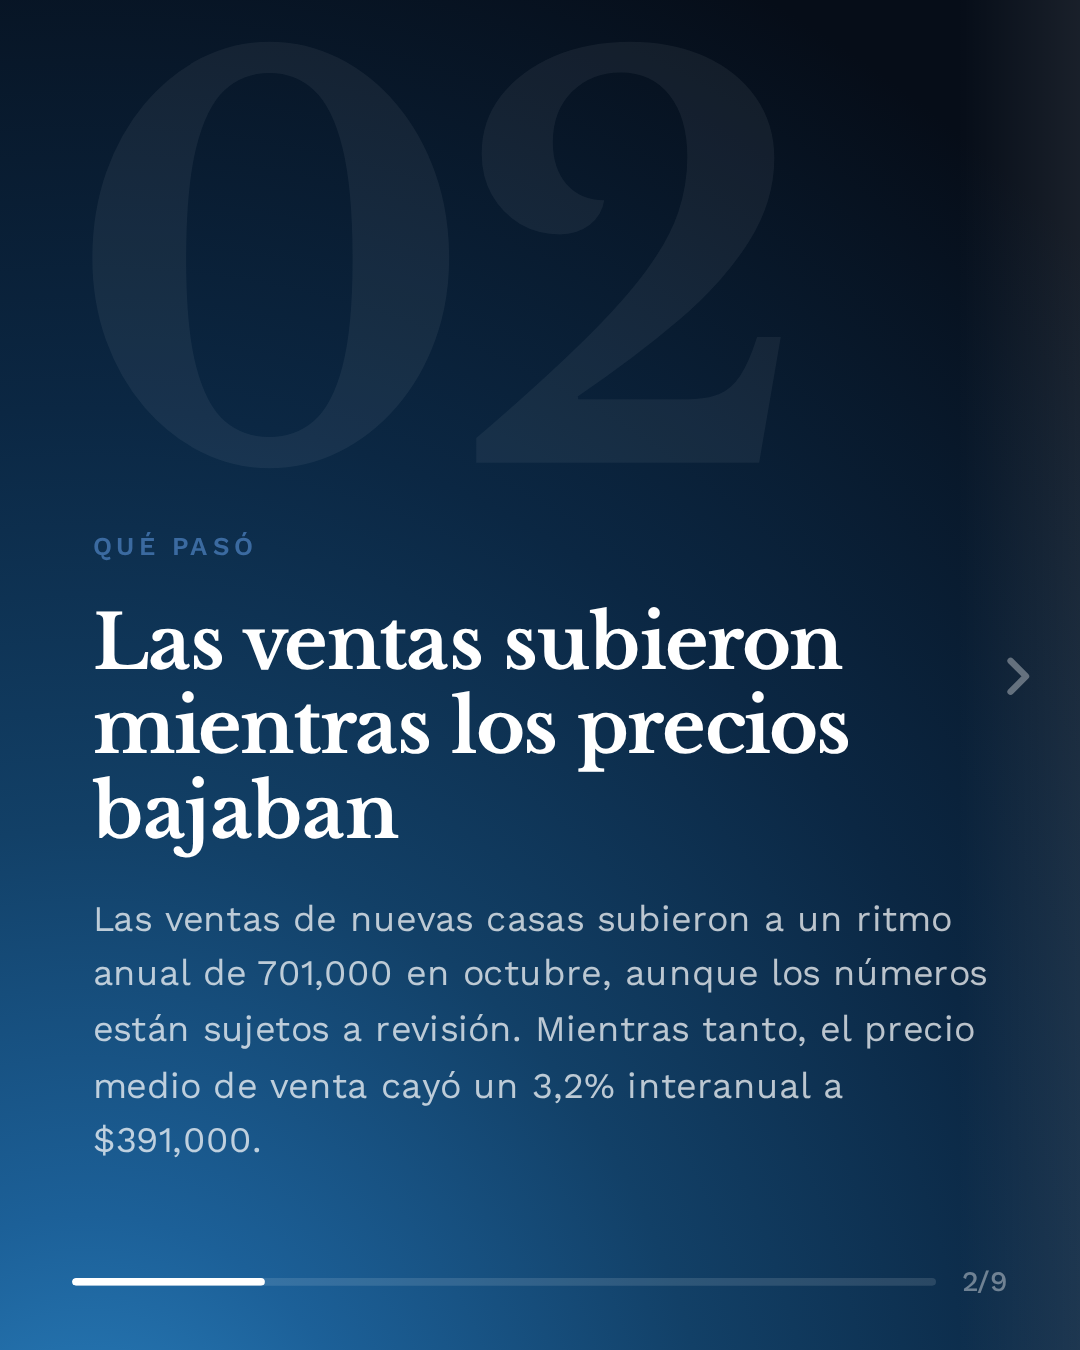 02
QUÉ PASÓ
Las ventas subieron
mientras los precios
bajaban
Las ventas de nuevas casas subieron a un ritmo
anual de 701,000 en octubre, aunque los números
están sujetos a revisión. Mientras tanto, el precio
medio de venta cayó un 3,2% interanual a
$391,000.
2/9